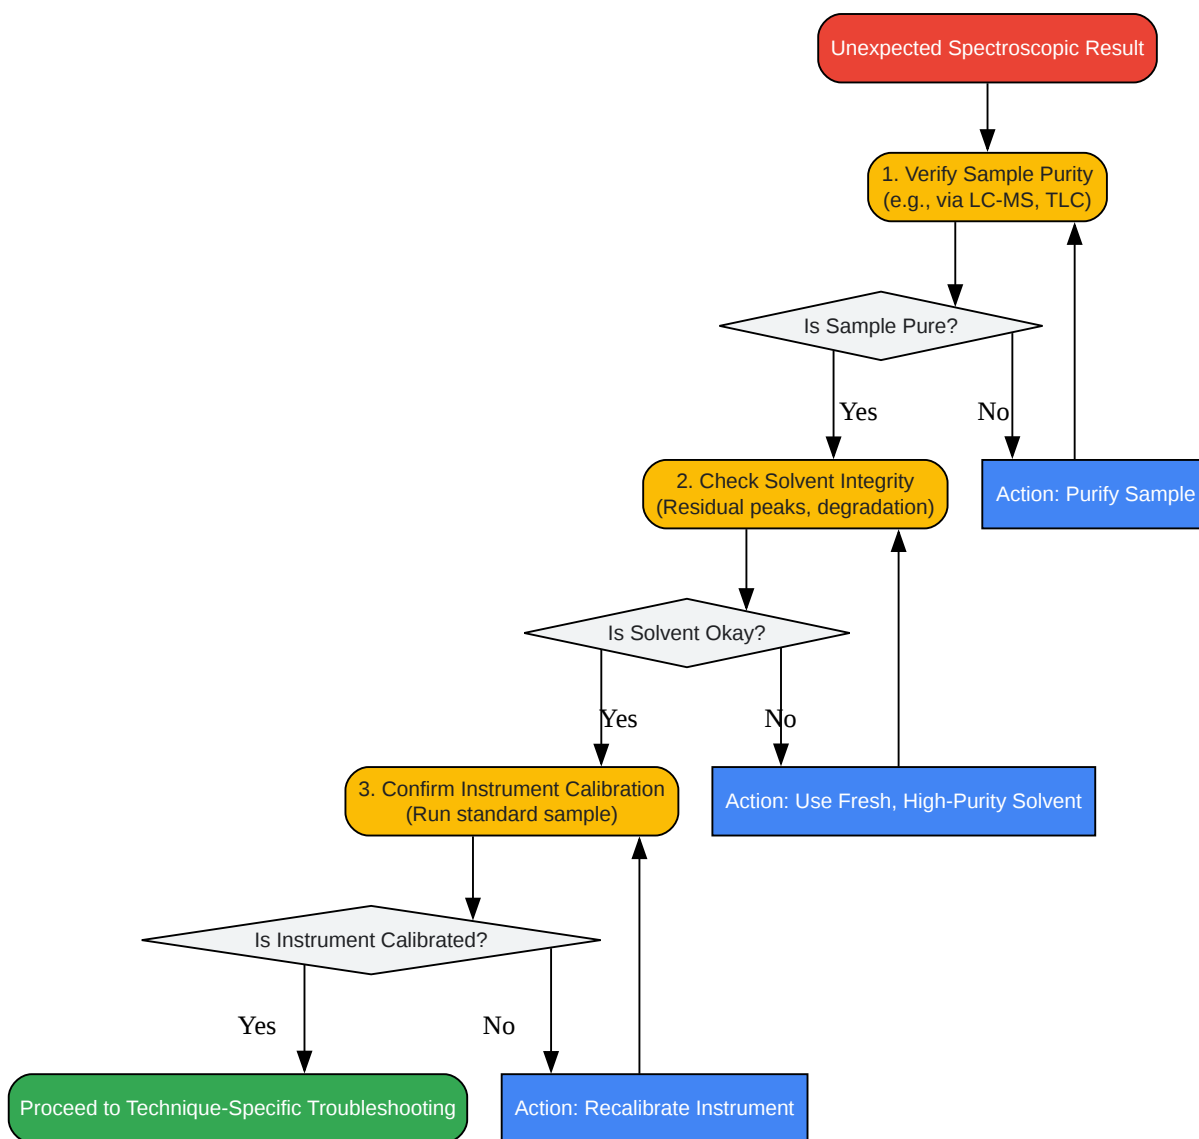 Unexpected Spectroscopic Result
1. Verify Sample Purity
(e.g., via LC-MS, TLC)
Is Sample Pure?
Yes
No
2. Check Solvent Integrity
(Residual peaks, degradation)
Action: Purify Sample
Is Solvent Okay?
Yes
No
3. Confirm Instrument Calibration
(Run standard sample)
Action: Use Fresh, High-Purity Solvent
Is Instrument Calibrated?
Yes
No
Proceed to Technique-Specific Troubleshooting
Action: Recalibrate Instrument